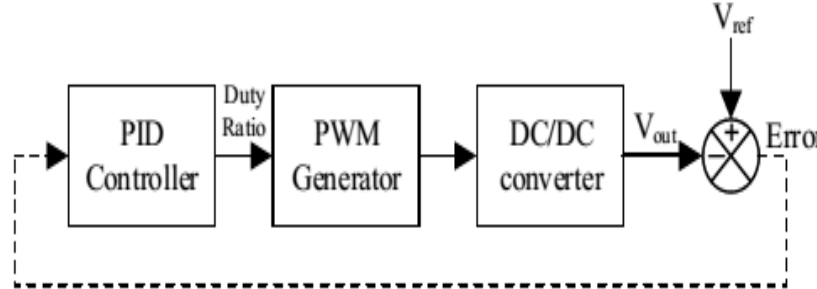 V_ref
Duty
Ratio
PID
Controller
PWM
Generator
DC/DC
converter
V_out
+
−
Error